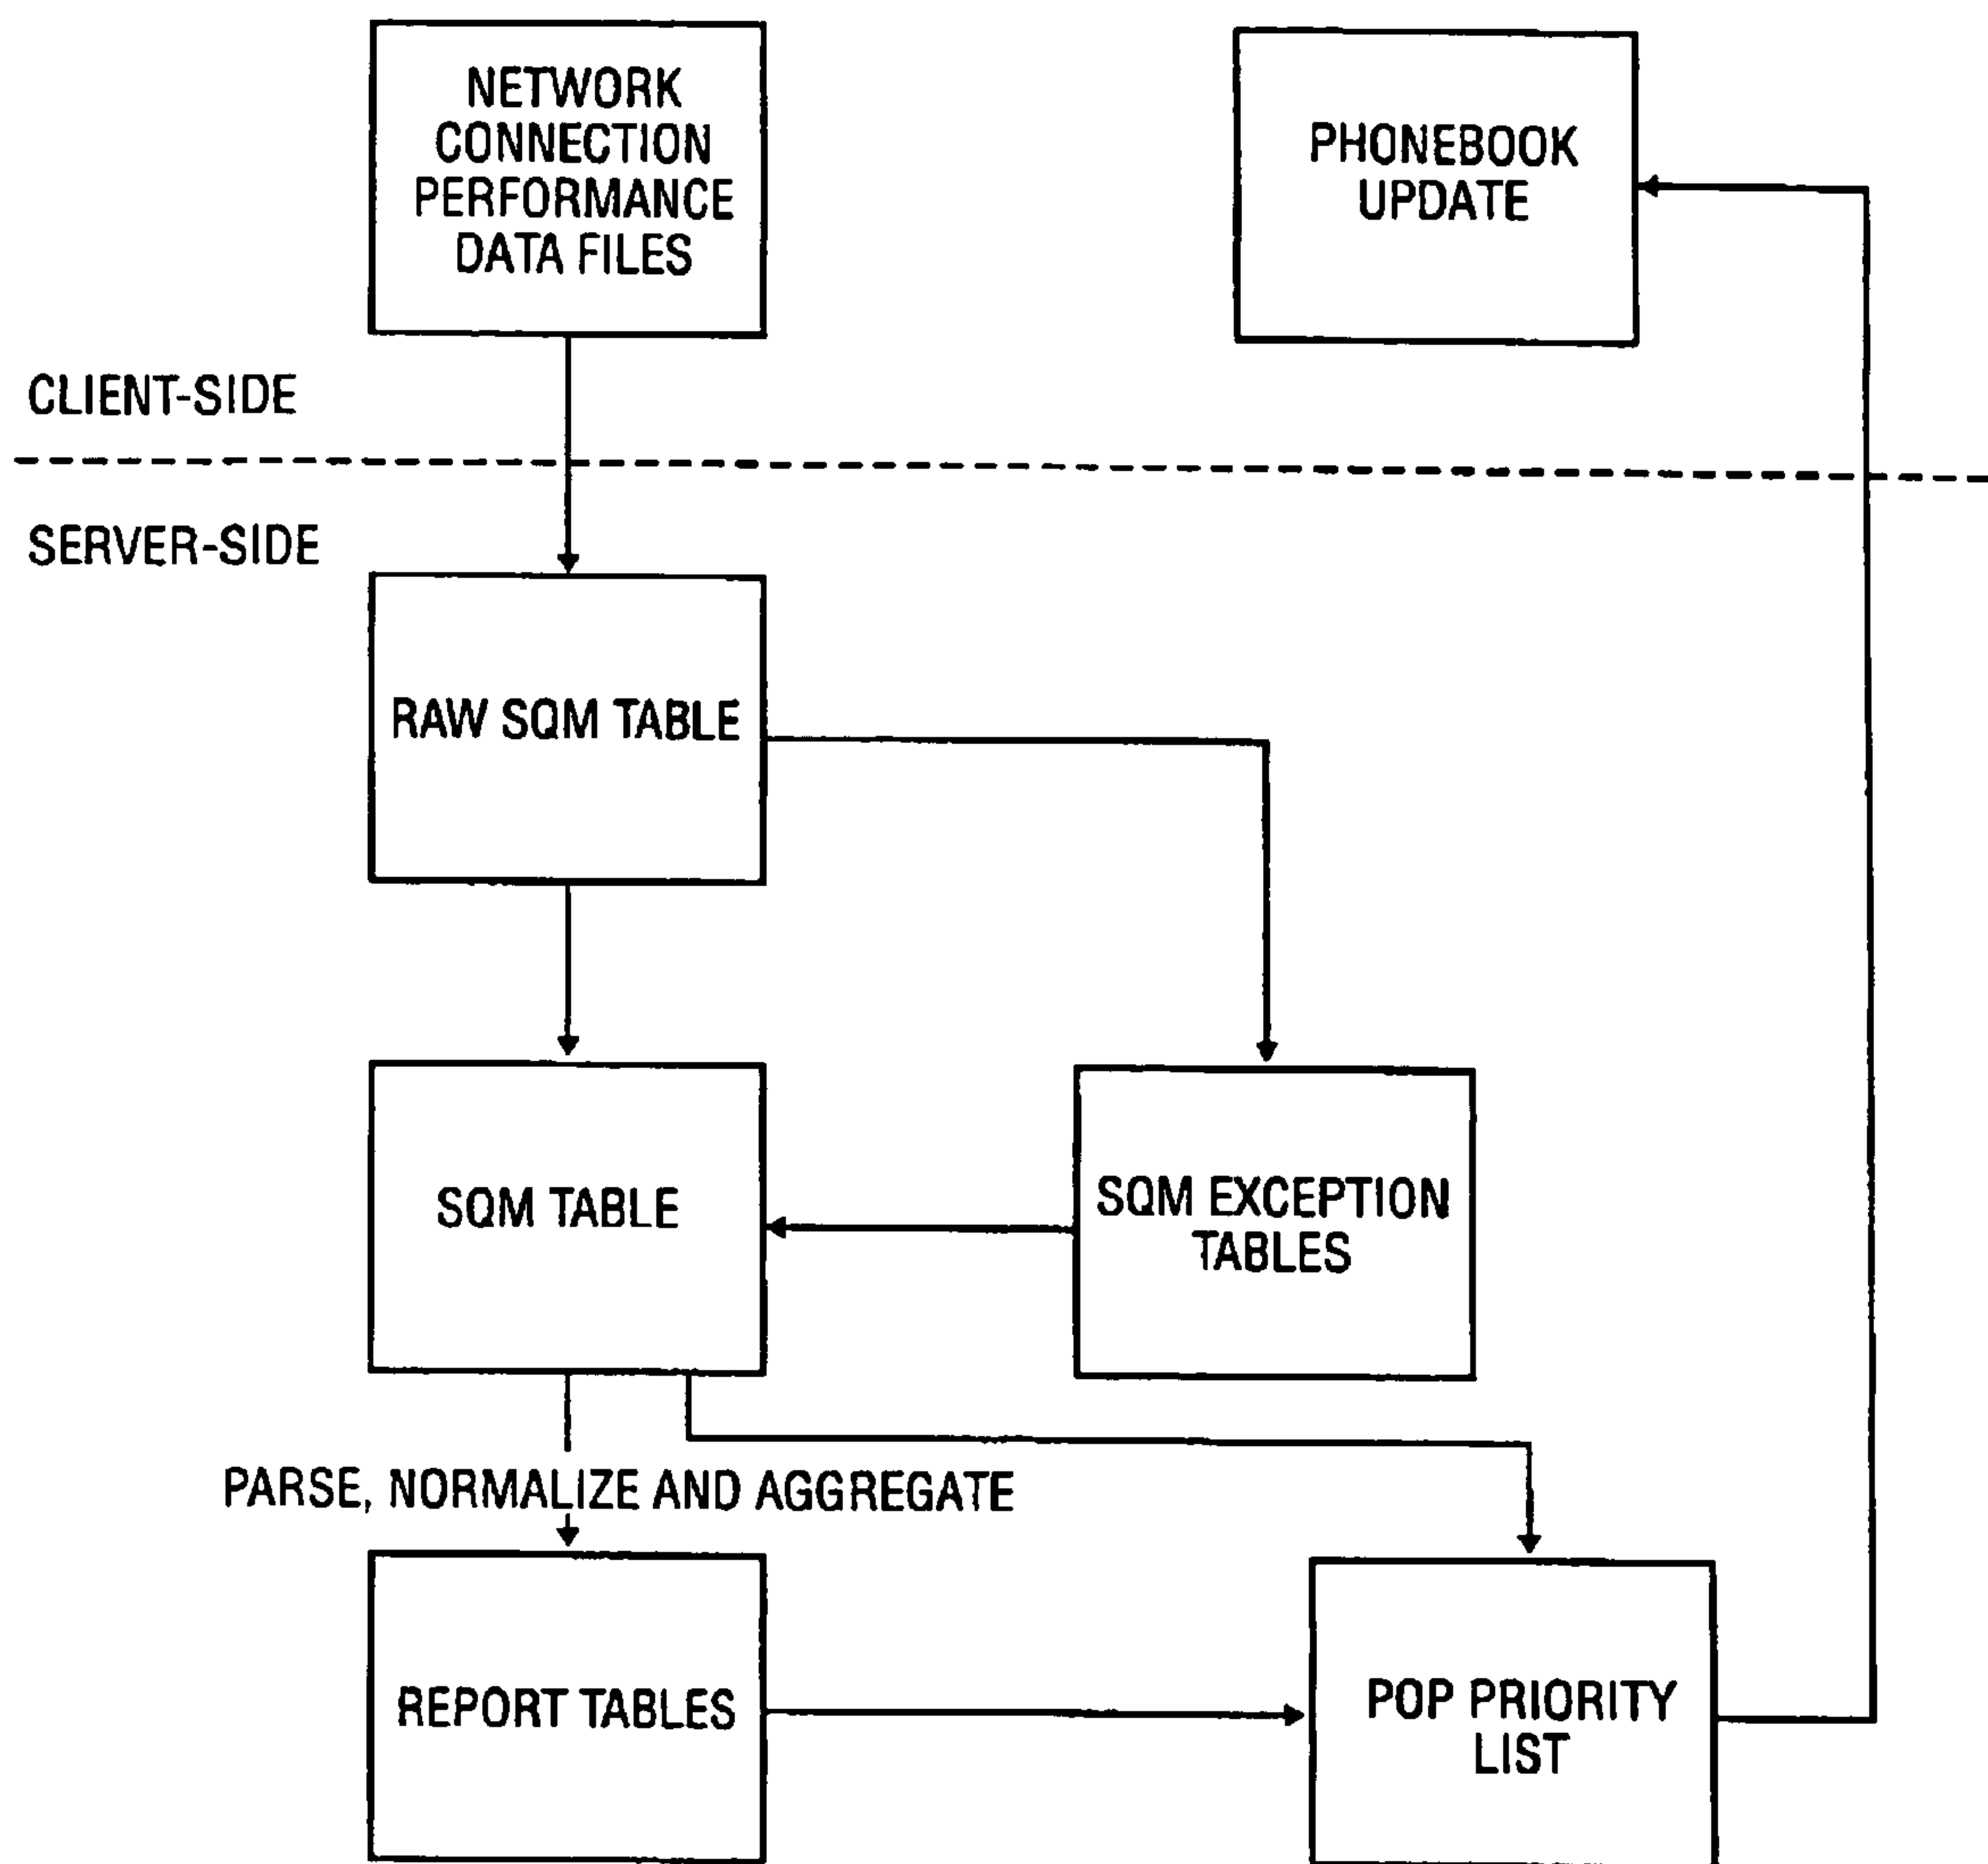 NETWORK
CONNECTION
PERFORMANCE
DATA FILES
PHONEBOOK
UPDATE
CLIENT-SIDE
SERVER-SIDE
RAW SQM TABLE
SQM TABLE
SQM EXCEPTION
TABLES
PARSE, NORMALIZE AND AGGREGATE
REPORT TABLES
POP PRIORITY
LIST